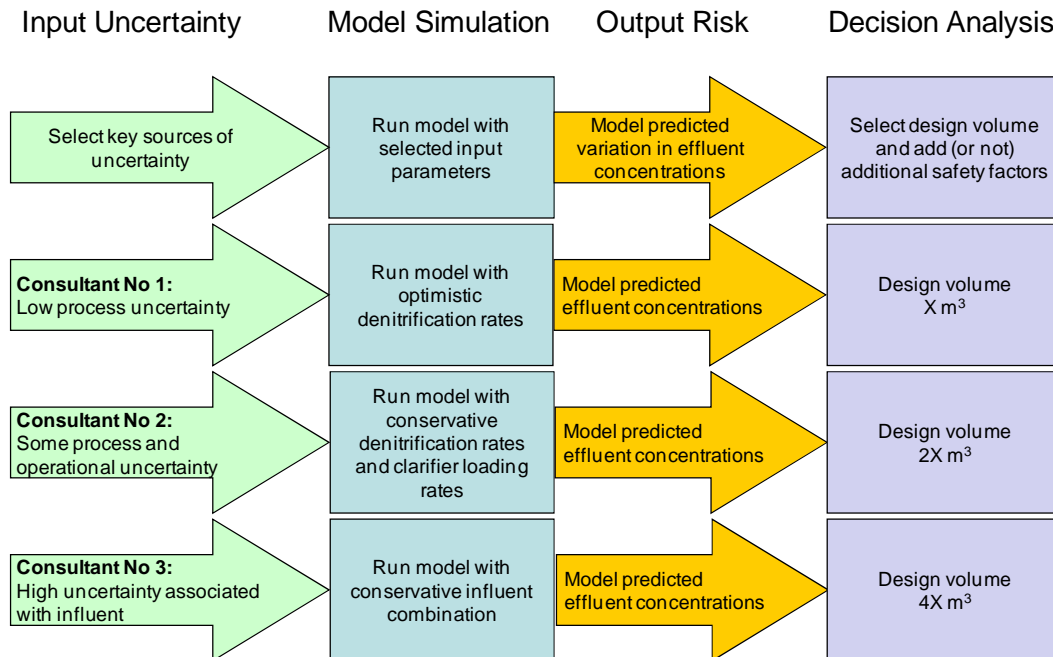 Input Uncertainty
Model Simulation
Output Risk
Decision Analysis
Select key sources of
uncertainty
Run model with
selected input
parameters
Model predicted
variation in effluent
concentrations
Select design volume
and add (or not)
additional safety factors
Consultant No 1:
Low process uncertainty
Run model with
optimistic
denitrification rates
Model predicted
effluent concentrations
Design volume
X m³
Consultant No 2:
Some process and
operational uncertainty
Run model with
conservative
denitrification rates
and clarifier loading
rates
Model predicted
effluent concentrations
Design volume
2X m³
Consultant No 3:
High uncertainty associated
with influent
Run model with
conservative influent
combination
Model predicted
effluent concentrations
Design volume
4X m³